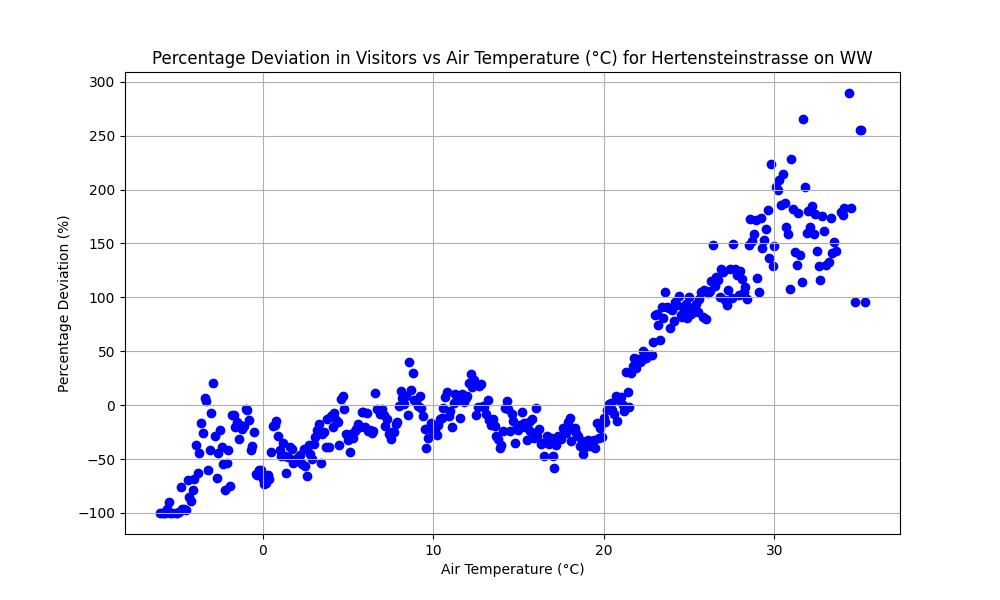 Percentage Deviation in Visitors vs Air Temperature (°C) for Hertensteinstrasse on WW
300
250
200
150
100
50
0
−50
−100
Percentage Deviation (%)
0 10 20 30
Air Temperature (°C)